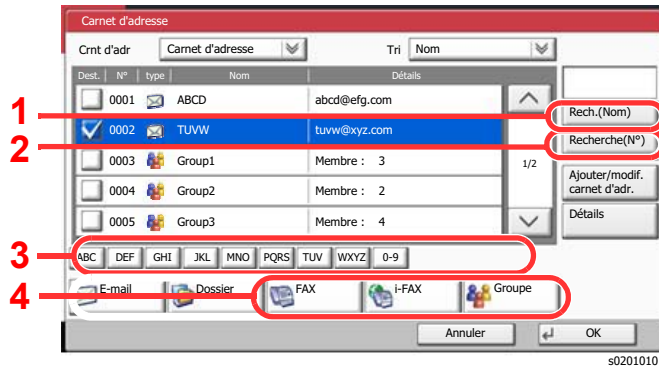 Carnet d'adresse
Crnt d'adr Carnet d'adresse Tri Nom
Dest. N° type Nom Détails
0001 ABCD abcd@efg.com
1 Rech.(Nom)
0002 TUVW tuvw@xyz.com
2 Recherche(N°)
0003 Group1 Membre : 3 1/2
Ajouter/modif.
carnet d'adr.
0004 Group2 Membre : 2
0005 Group3 Membre : 4 Détails
3 ABC DEF GHI JKL MNO PQRS TUV WXYZ 0-9
4 E-mail Dossier FAX i-FAX Groupe
Annuler OK
s0201010